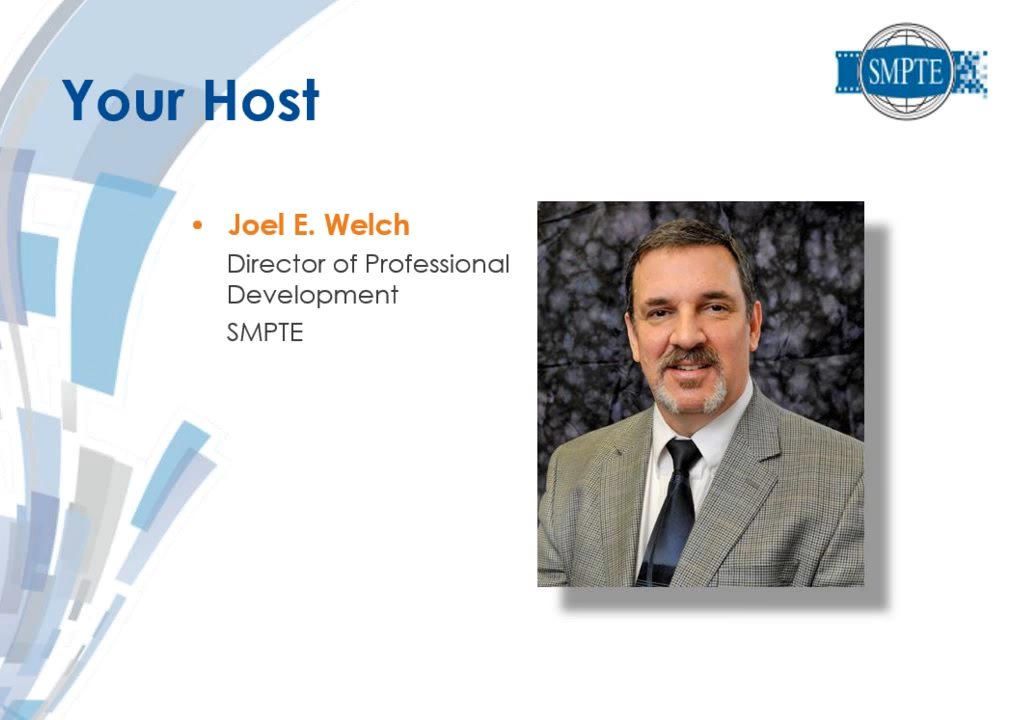 SMPTE
Your Host
• Joel E. Welch
Director of Professional
Development
SMPTE